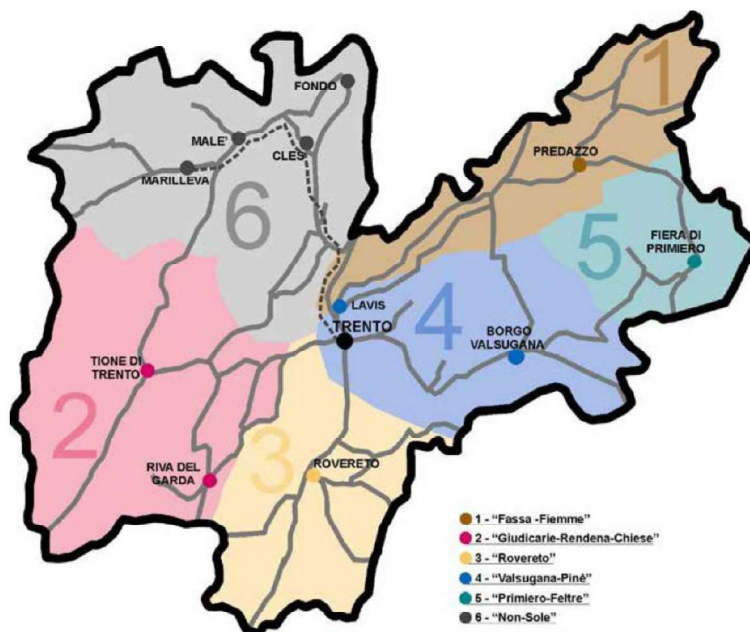 1
FONDO
MALE'
CLES
PREDAZZO
MARILLEVA
6
5
FIERA DI
PRIMIERO
LAVIS
4
TRENTO
BORGO
VALSUGANA
TIONE DI
TRENTO
2
3
RIVA DEL
GARDA
ROVERETO
1 - "Fassa -Fiemme"
2 - "Giudicarie-Rendena-Chiese"
3 - "Rovereto"
4 - "Valsugana-Piné"
5 - "Primiero-Feltre"
6 - "Non-Sole"